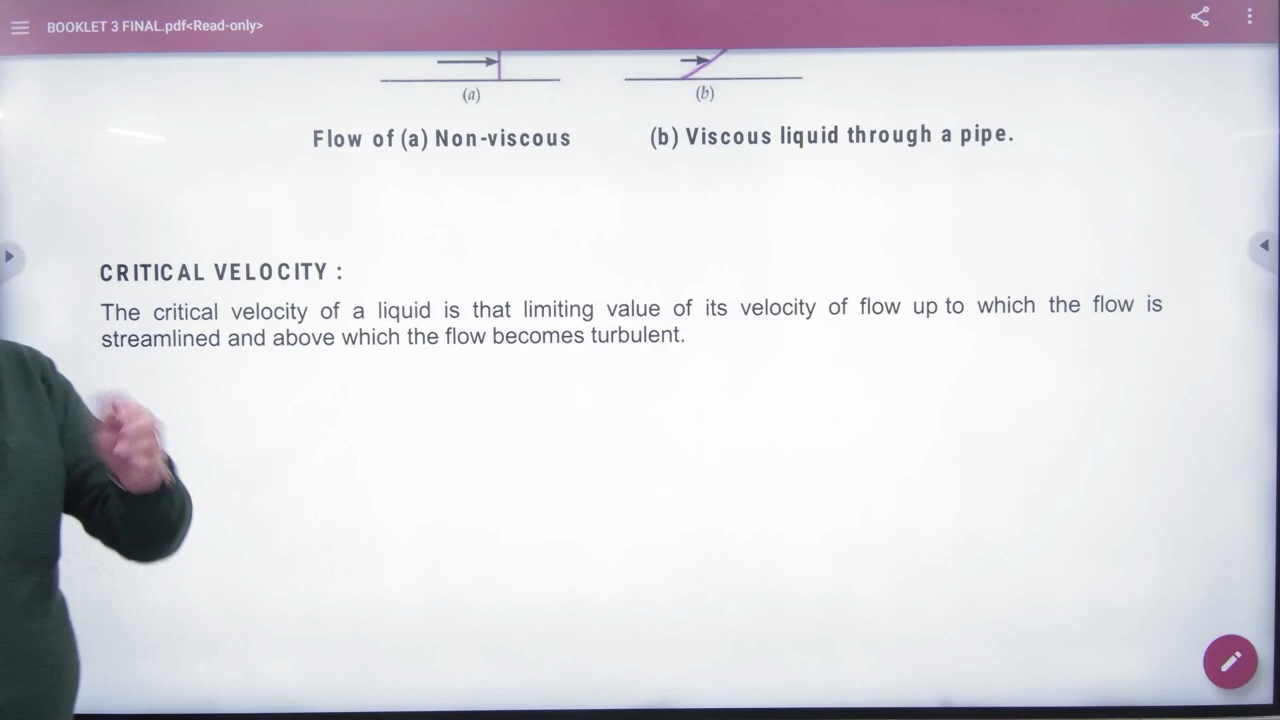 BOOKLET 3 FINAL.pdf<Read-only>
(a) (b)
Flow of (a) Non-viscous (b) Viscous liquid through a pipe.
CRITICAL VELOCITY :
The critical velocity of a liquid is that limiting value of its velocity of flow up to which the flow is
streamlined and above which the flow becomes turbulent.